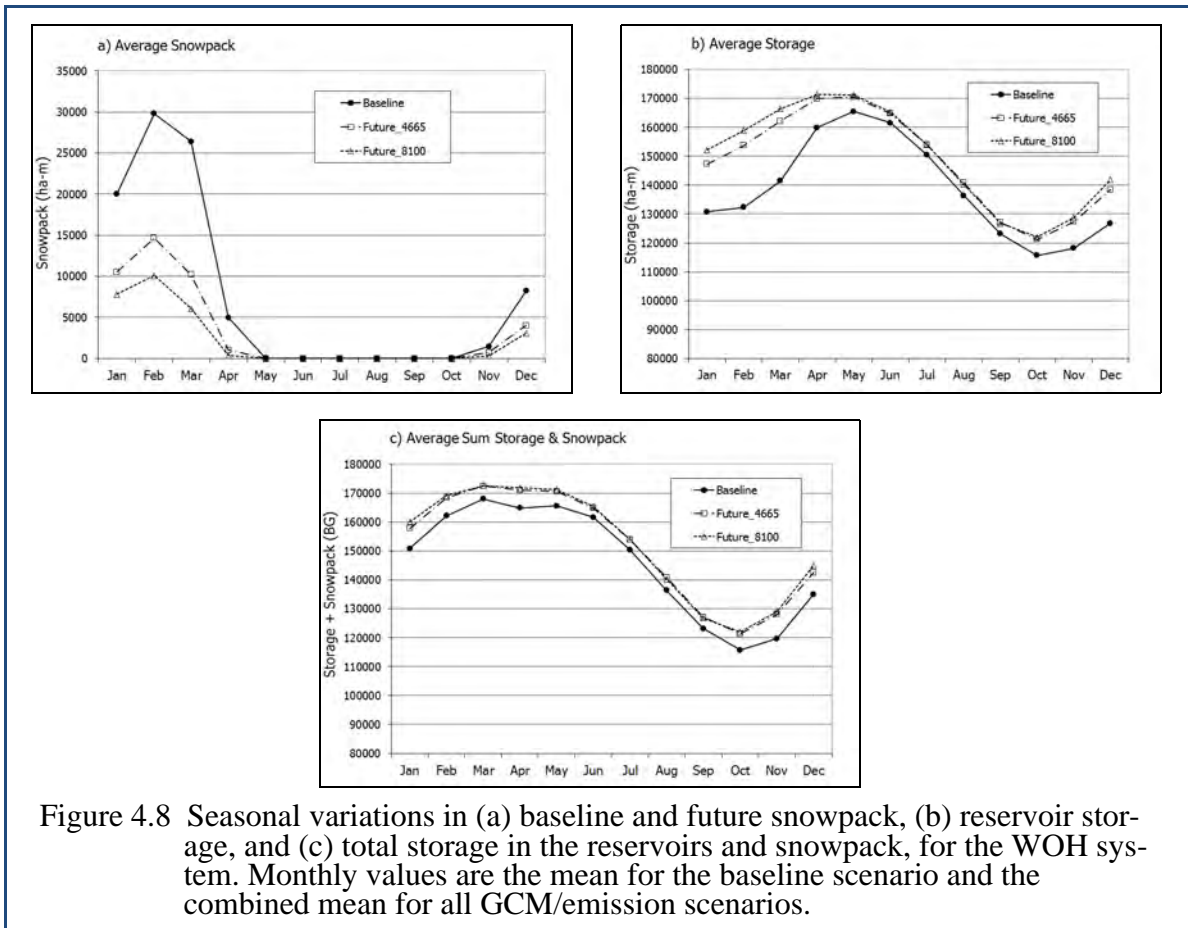 a) Average Snowpack
35000
30000
25000
20000
15000
10000
5000
0
Snowpack (ha-m)
Baseline
Future_4665
Future_8100
Jan Feb Mar Apr May Jun Jul Aug Sep Oct Nov Dec
b) Average Storage
180000
170000
160000
150000
140000
130000
120000
110000
100000
90000
80000
Storage (ha-m)
Baseline
Future_4665
Future_8100
Jan Feb Mar Apr May Jun Jul Aug Sep Oct Nov Dec
c) Average Sum Storage & Snowpack
180000
170000
160000
150000
140000
130000
120000
110000
100000
90000
80000
Storage + Snowpack (BG)
Baseline
Future_4665
Future_8100
Jan Feb Mar Apr May Jun Jul Aug Sep Oct Nov Dec
Figure 4.8 Seasonal variations in (a) baseline and future snowpack, (b) reservoir stor-
age, and (c) total storage in the reservoirs and snowpack, for the WOH sys-
tem. Monthly values are the mean for the baseline scenario and the
combined mean for all GCM/emission scenarios.